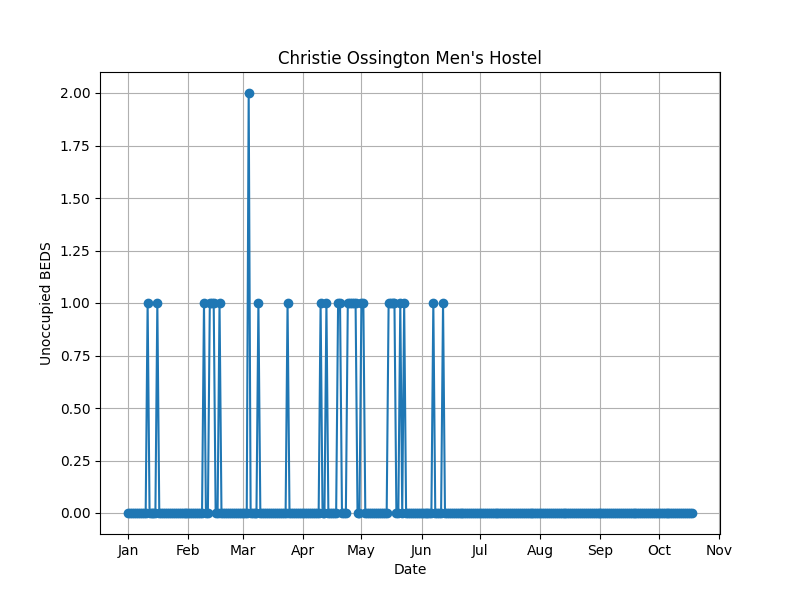 Christie Ossington Men's Hostel
2.00
1.75
1.50
1.25
1.00
0.75
0.50
0.25
0.00
Unoccupied BEDS
Jan Feb Mar Apr May Jun Jul Aug Sep Oct Nov
Date